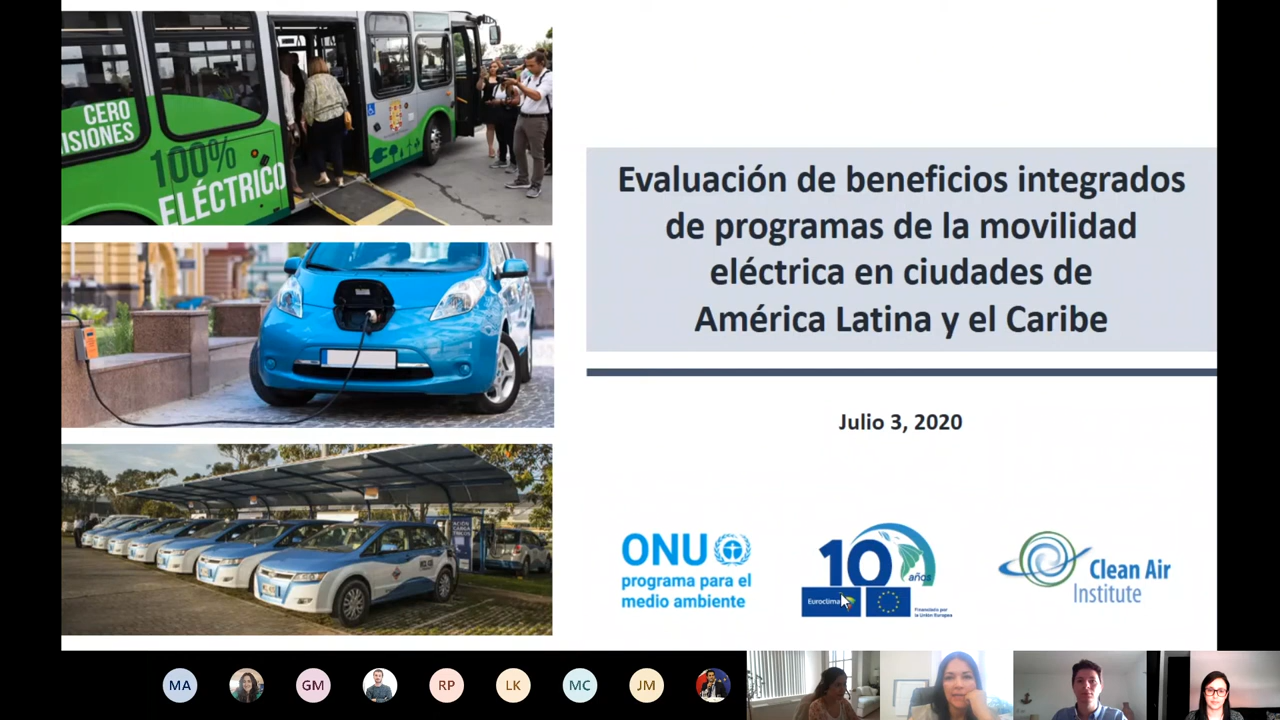 CERO
ISIONES
100%
ELÉCTRICO
Evaluación de beneficios integrados
de programas de la movilidad
eléctrica en ciudades de
América Latina y el Caribe
Julio 3, 2020
ONU
programa para el
medio ambiente
10
años
Euroclima
Financiado por
la Unión Europea
Clean Air
Institute
MA
GM
RP
LK
MC
JM